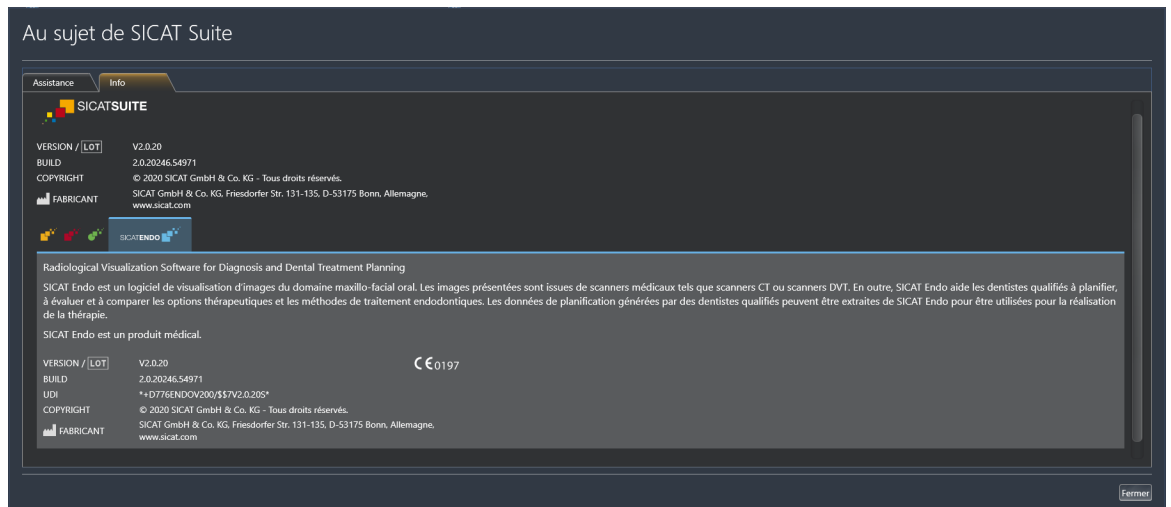 Au sujet de SICAT Suite
Assistance
Info
SICATSUITE
VERSION / LOT V2.0.20
BUILD 2.0.20246.54971
COPYRIGHT © 2020 SICAT GmbH & Co. KG - Tous droits réservés.
FABRICANT SICAT GmbH & Co. KG, Friesdorfer Str. 131-135, D-53175 Bonn, Allemagne,
www.sicat.com
SICATENDO
Radiological Visualization Software for Diagnosis and Dental Treatment Planning
SICAT Endo est un logiciel de visualisation d'images du domaine maxillo-facial oral. Les images présentées sont issues de scanners médicaux tels que scanners CT ou scanners DVT. En outre, SICAT Endo aide les dentistes qualifiés à planifier,
à évaluer et à comparer les options thérapeutiques et les méthodes de traitement endodontiques. Les données de planification générées par des dentistes qualifiés peuvent être extraites de SICAT Endo pour être utilisées pour la réalisation
de la thérapie.
SICAT Endo est un produit médical.
VERSION / LOT V2.0.20 CE0197
BUILD 2.0.20246.54971
UDI *+D776ENDOV200/$$7V2.0.20S*
COPYRIGHT © 2020 SICAT GmbH & Co. KG - Tous droits réservés.
FABRICANT SICAT GmbH & Co. KG, Friesdorfer Str. 131-135, D-53175 Bonn, Allemagne,
www.sicat.com
Fermer